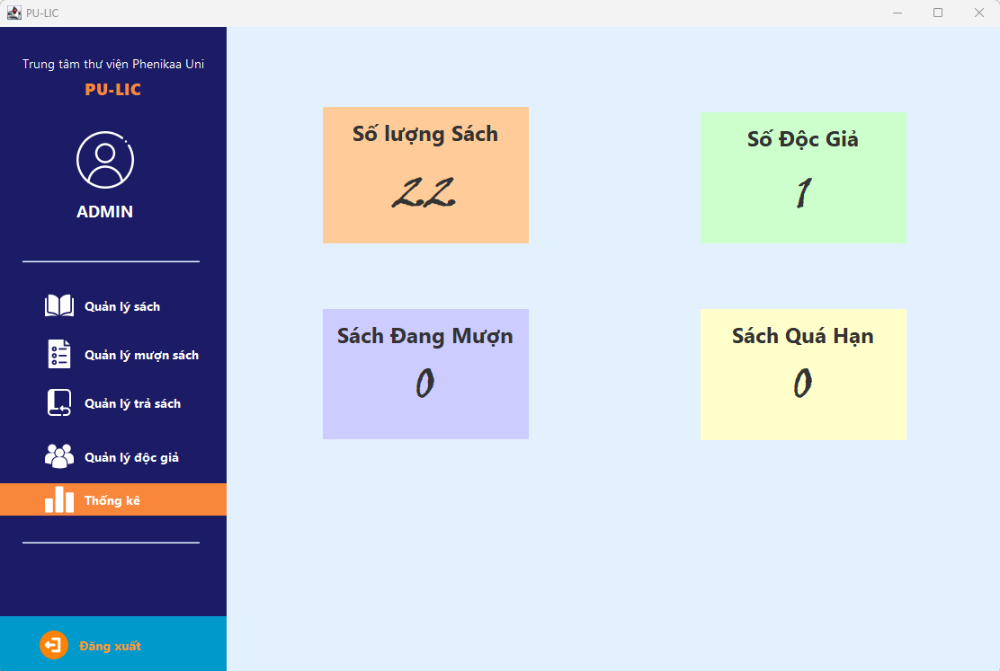 PU-LIC
Trung tâm thư viện Phenikaa Uni
PU-LIC
ADMIN
Quản lý sách
Quản lý mượn sách
Quản lý trả sách
Quản lý độc giả
Thống kê
Đăng xuất
Số lượng Sách
22
Số Độc Giả
1
Sách Đang Mượn
0
Sách Quá Hạn
0